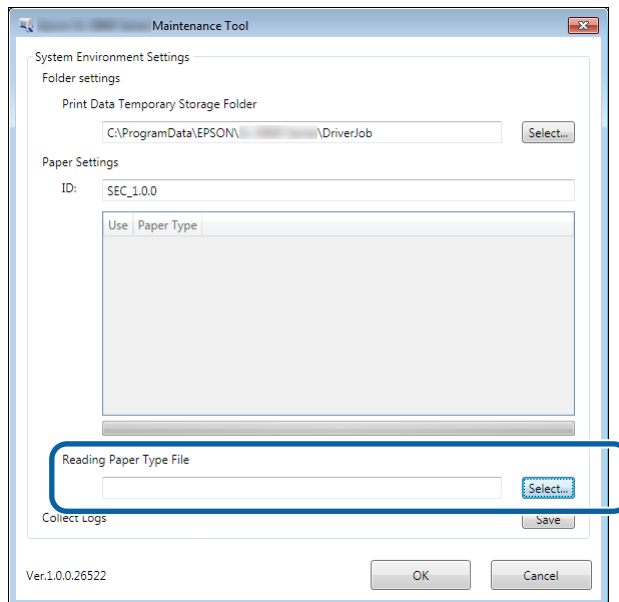 Maintenance Tool
System Environment Settings
Folder settings
Print Data Temporary Storage Folder
C:\ProgramData\EPSON\ \DriverJob Select...
Paper Settings
ID: SEC_1.0.0
Use Paper Type
Reading Paper Type File
Select...
Collect Logs Save
Ver.1.0.0.26522 OK Cancel